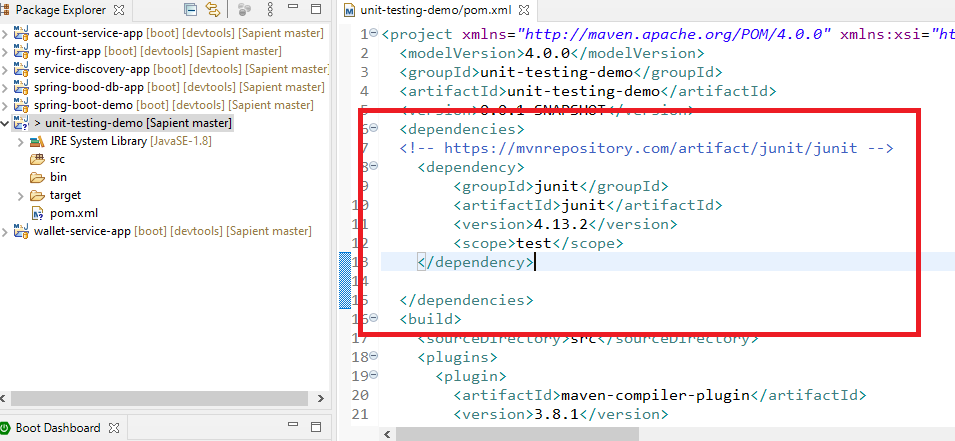 Package Explorer
account-service-app [boot] [devtools] [Sapient master]
my-first-app [boot] [devtools] [Sapient master]
service-discovery-app [boot] [devtools] [Sapient master]
spring-bood-db-app [boot] [devtools] [Sapient master]
spring-boot-demo [boot] [devtools] [Sapient master]
> unit-testing-demo [Sapient master]
JRE System Library [JavaSE-1.8]
src
bin
target
pom.xml
wallet-service-app [boot] [devtools] [Sapient master]
Boot Dashboard
unit-testing-demo/pom.xml
1 <project xmlns="http://maven.apache.org/POM/4.0.0" xmlns:xsi="ht
2 <modelVersion>4.0.0</modelVersion>
3 <groupId>unit-testing-demo</groupId>
4 <artifactId>unit-testing-demo</artifactId>
5 <version>0.0.1-SNAPSHOT</version>
6 <dependencies>
7 <!-- https://mvnrepository.com/artifact/junit/junit -->
8 <dependency>
9 <groupId>junit</groupId>
10 <artifactId>junit</artifactId>
11 <version>4.13.2</version>
12 <scope>test</scope>
13 </dependency>
14
15 </dependencies>
16 <build>
17 <sourceDirectory>src</sourceDirectory>
18 <plugins>
19 <plugin>
20 <artifactId>maven-compiler-plugin</artifactId>
21 <version>3.8.1</version>